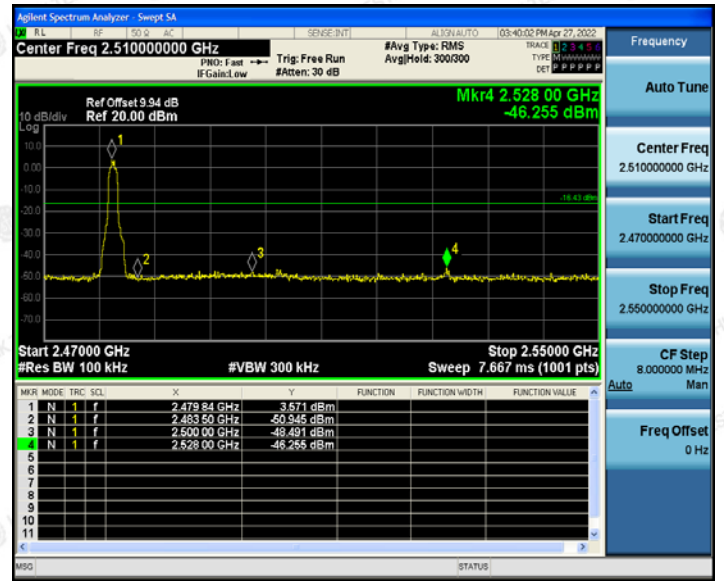 Agilent Spectrum Analyzer - Swept SA
RL RF 50 Ω AC SENSE:INT ALIGNAUTO 03:40:02 PM Apr 27, 2022
Center Freq 2.510000000 GHz
PNO: Fast
IFGain:Low
Trig: Free Run
#Atten: 30 dB
#Avg Type: RMS
Avg|Hold: 300/300
TRACE 1 2 3 4 5 6
TYPE M
DET P P P P P P
Ref Offset 9.94 dB
10 dB/div Ref 20.00 dBm
Log
Mkr4 2.528 00 GHz
-46.255 dBm
10.0
0.00
-10.0
-20.0
-30.0
-40.0
-50.0
-60.0
-70.0
1
2
3
4
-16.43 dBm
Start 2.47000 GHz Stop 2.55000 GHz
#Res BW 100 kHz #VBW 300 kHz Sweep 7.667 ms (1001 pts)
MKR MODE TRC SCL X Y FUNCTION FUNCTION WIDTH FUNCTION VALUE
1 N 1 f 2.479 84 GHz 3.571 dBm
2 N 1 f 2.483 50 GHz -50.945 dBm
3 N 1 f 2.500 00 GHz -48.491 dBm
4 N 1 f 2.528 00 GHz -46.255 dBm
5
6
7
8
9
10
11
MSG STATUS
Frequency
Auto Tune
Center Freq
2.510000000 GHz
Start Freq
2.470000000 GHz
Stop Freq
2.550000000 GHz
CF Step
8.000000 MHz
Auto Man
Freq Offset
0 Hz